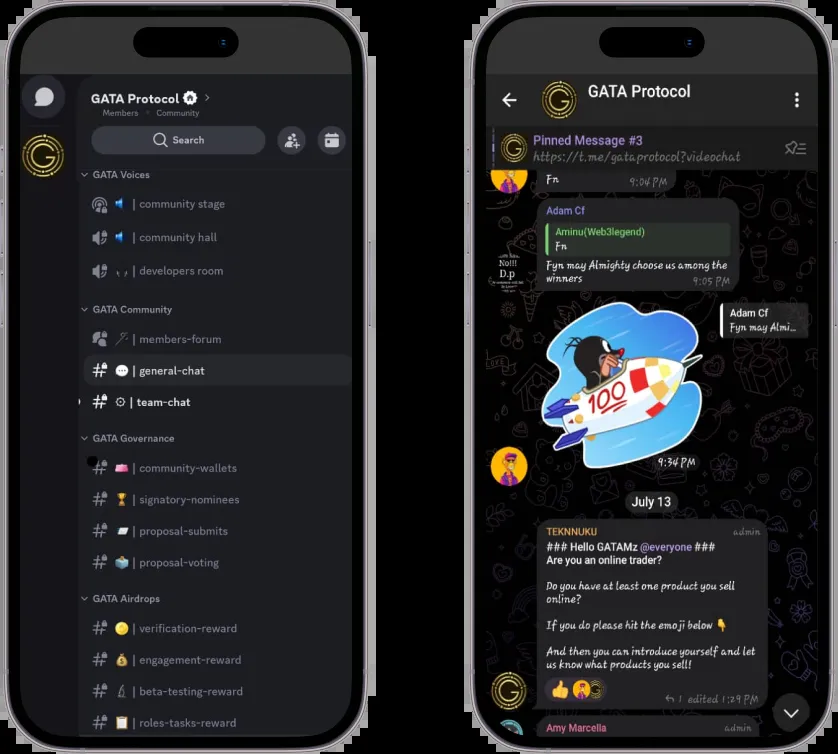 GATA Protocol
Members · Community
Search
GATA Voices
| community stage
| community hall
| developers room
GATA Community
| members-forum
| general-chat
| team-chat
GATA Governance
| community-wallets
| signatory-nominees
| proposal-submits
| proposal-voting
GATA Airdrops
| verification-reward
| engagement-reward
| beta-testing-reward
| roles-tasks-reward
GATA Protocol
Pinned Message #3
https://t.me/gataprotocol?videochat
Fn
9:04 PM
Adam Cf
Aminu(Web3legend)
Fn
Fyn may Almighty choose us among the
winners
9:05 PM
No!!!
D.p
Adam Cf
Fyn may Almi...
100
9:34 PM
July 13
TEKNNUKU admin
### Hello GATAMz @everyone ###
Are you an online trader?
Do you have at least one product you sell
online?
If you do please hit the emoji below 👇
And then you can introduce yourself and let
us know what products you sell!
1 edited 1:29 PM
Amy Marcella admin